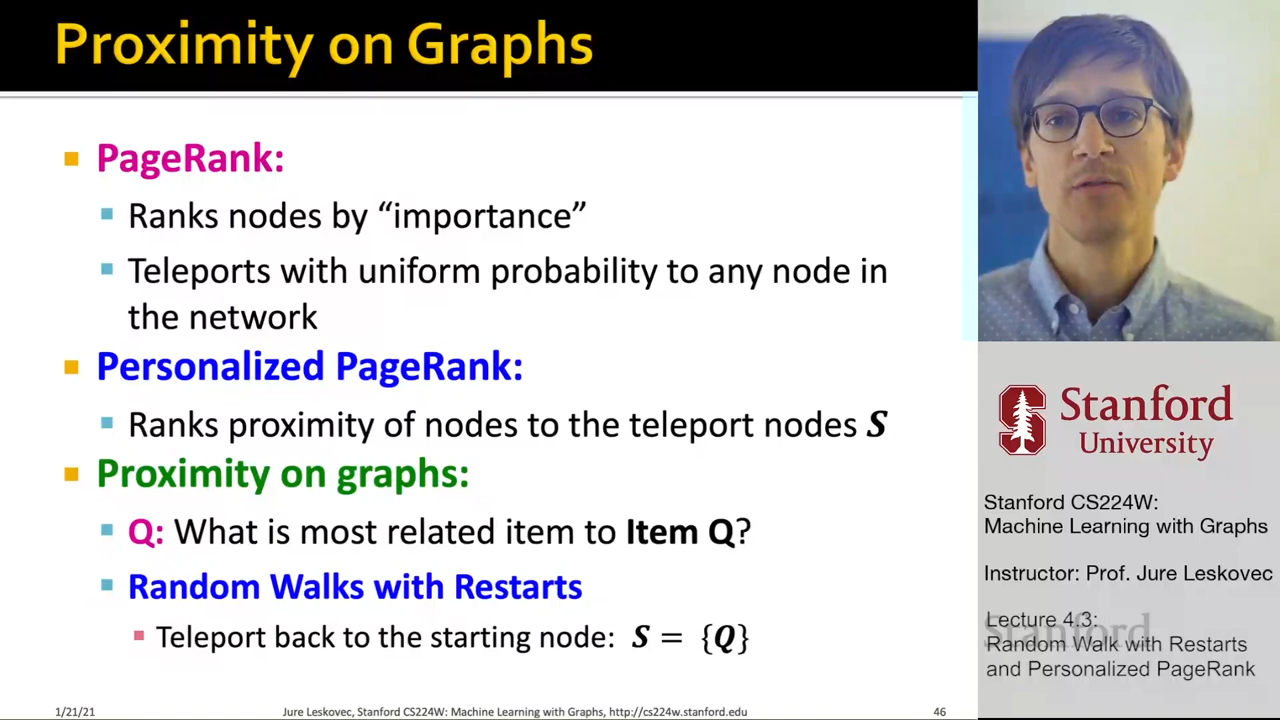 Proximity on Graphs
PageRank:
Ranks nodes by “importance”
Teleports with uniform probability to any node in
the network
Personalized PageRank:
Ranks proximity of nodes to the teleport nodes S
Proximity on graphs:
Q: What is most related item to Item Q?
Random Walks with Restarts
Teleport back to the starting node: S = {Q}
1/21/21
Jure Leskovec, Stanford CS224W: Machine Learning with Graphs, http://cs224w.stanford.edu
46
Stanford
University
Stanford CS224W:
Machine Learning with Graphs
Instructor: Prof. Jure Leskovec
Lecture 4.3:
Stanford
Random Walk with Restarts
and Personalized PageRank